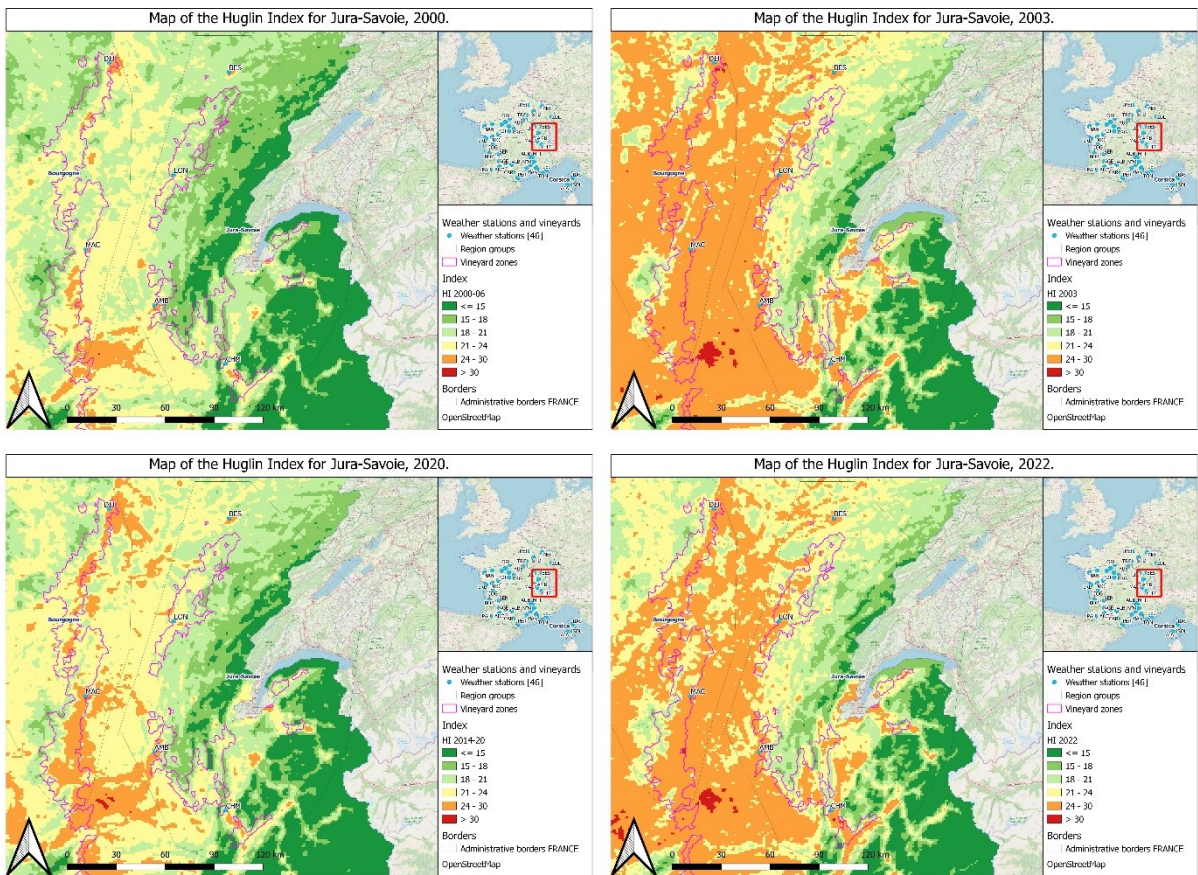 Map of the Huglin Index for Jura-Savoie, 2000.
DIJ
BES
Bourgogne
LON
MAC
Jura-Savoie
AMB
CHM
0 30 60 90 120 km
Corsica
Weather stations and vineyards
Weather stations [46]
Region groups
Vineyard zones
Index
HI 2000-06
<= 15
15 - 18
18 - 21
21 - 24
24 - 30
> 30
Borders
Administrative borders FRANCE
OpenStreetMap
Map of the Huglin Index for Jura-Savoie, 2003.
DIJ
BES
Bourgogne
LON
MAC
Jura-Savoie
AMB
CHM
0 30 60 90 120 km
Corsica
Weather stations and vineyards
Weather stations [46]
Region groups
Vineyard zones
Index
HI 2003
<= 15
15 - 18
18 - 21
21 - 24
24 - 30
> 30
Borders
Administrative borders FRANCE
OpenStreetMap
Map of the Huglin Index for Jura-Savoie, 2020.
DIJ
BES
Bourgogne
LON
MAC
Jura-Savoie
AMB
CHM
0 30 60 90 120 km
Corsica
Weather stations and vineyards
Weather stations [46]
Region groups
Vineyard zones
Index
HI 2014-20
<= 15
15 - 18
18 - 21
21 - 24
24 - 30
> 30
Borders
Administrative borders FRANCE
OpenStreetMap
Map of the Huglin Index for Jura-Savoie, 2022.
DIJ
BES
Bourgogne
LON
MAC
Jura-Savoie
AMB
CHM
0 30 60 90 120 km
Corsica
Weather stations and vineyards
Weather stations [46]
Region groups
Vineyard zones
Index
HI 2022
<= 15
15 - 18
18 - 21
21 - 24
24 - 30
> 30
Borders
Administrative borders FRANCE
OpenStreetMap